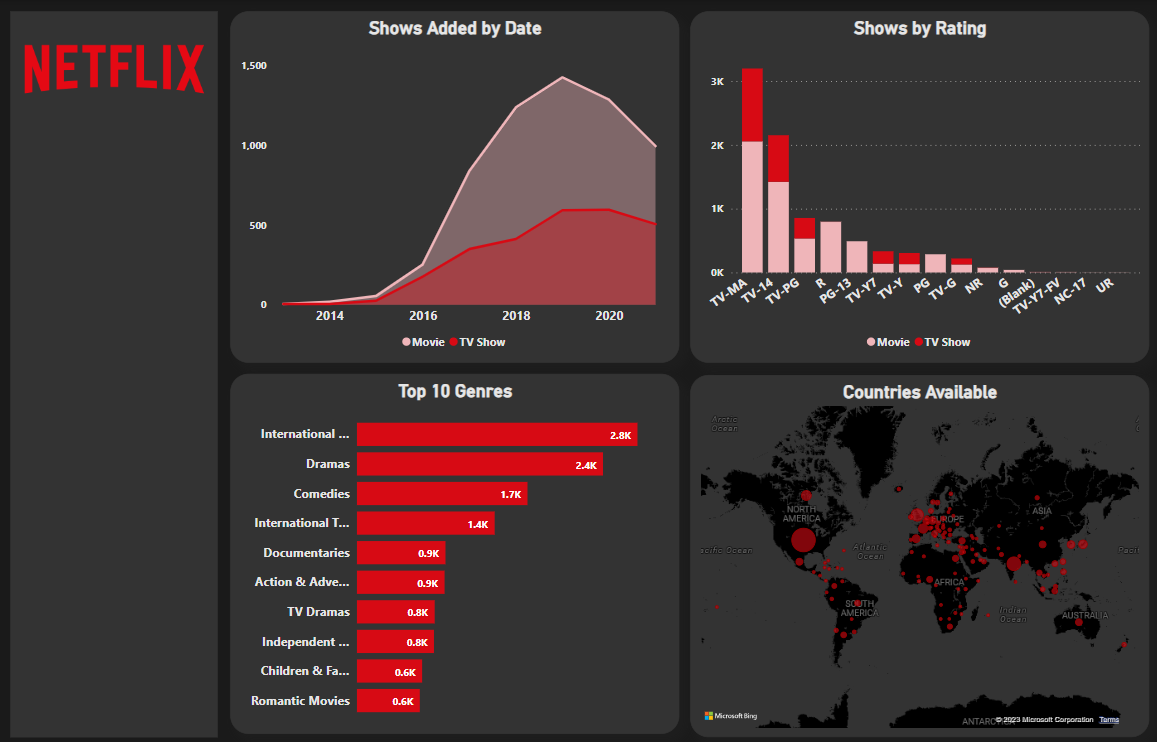 NETFLIX
Shows Added by Date
1,500
1,000
500
0
2014 2016 2018 2020
Movie TV Show
Shows by Rating
3K
2K
1K
0K
TV-MA TV-14 TV-PG R PG-13 TV-Y7 TV-Y PG TV-G NR G (Blank) TV-Y7-FV NC-17 UR
Movie TV Show
Top 10 Genres
International ... 2.8K
Dramas 2.4K
Comedies 1.7K
International T... 1.4K
Documentaries 0.9K
Action & Adve... 0.9K
TV Dramas 0.8K
Independent ... 0.8K
Children & Fa... 0.6K
Romantic Movies 0.6K
Countries Available
Arctic
Ocean
NORTH
AMERICA
EUROPE
ASIA
acific Ocean
Atlantic
Ocean
Pacif
AFRICA
SOUTH
AMERICA
Indian
Ocean
AUSTRALIA
Microsoft Bing
© 2023 Microsoft Corporation Terms